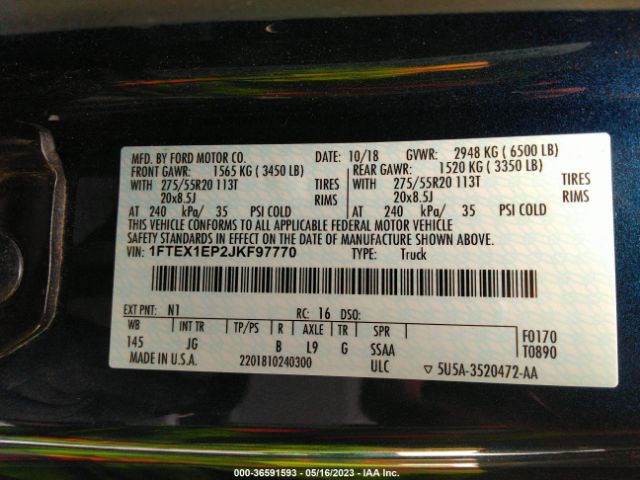 MFD. BY FORD MOTOR CO. DATE: 10/18 GVWR: 2948 KG ( 6500 LB)
FRONT GAWR: 1565 KG ( 3450 LB) REAR GAWR: 1520 KG ( 3350 LB)
WITH 275/55R20 113T TIRES WITH 275/55R20 113T TIRES
20x8.5J RIMS 20x8.5J RIMS
AT 240 kPa/ 35 PSI COLD AT 240 kPa/ 35 PSI COLD
THIS VEHICLE CONFORMS TO ALL APPLICABLE FEDERAL MOTOR VEHICLE
SAFETY STANDARDS IN EFFECT ON THE DATE OF MANUFACTURE SHOWN ABOVE.
VIN: 1FTEX1EP2JKF97770 TYPE: Truck
EXT PNT: N1 RC: 16 DSO:
WB INT TR TP/PS R AXLE TR SPR F0170
145 JG B L9 G SSAA T0890
MADE IN U.S.A. 2201810240300 ULC 5U5A-3520472-AA
000-36591593 - 05/16/2023 - IAA Inc.